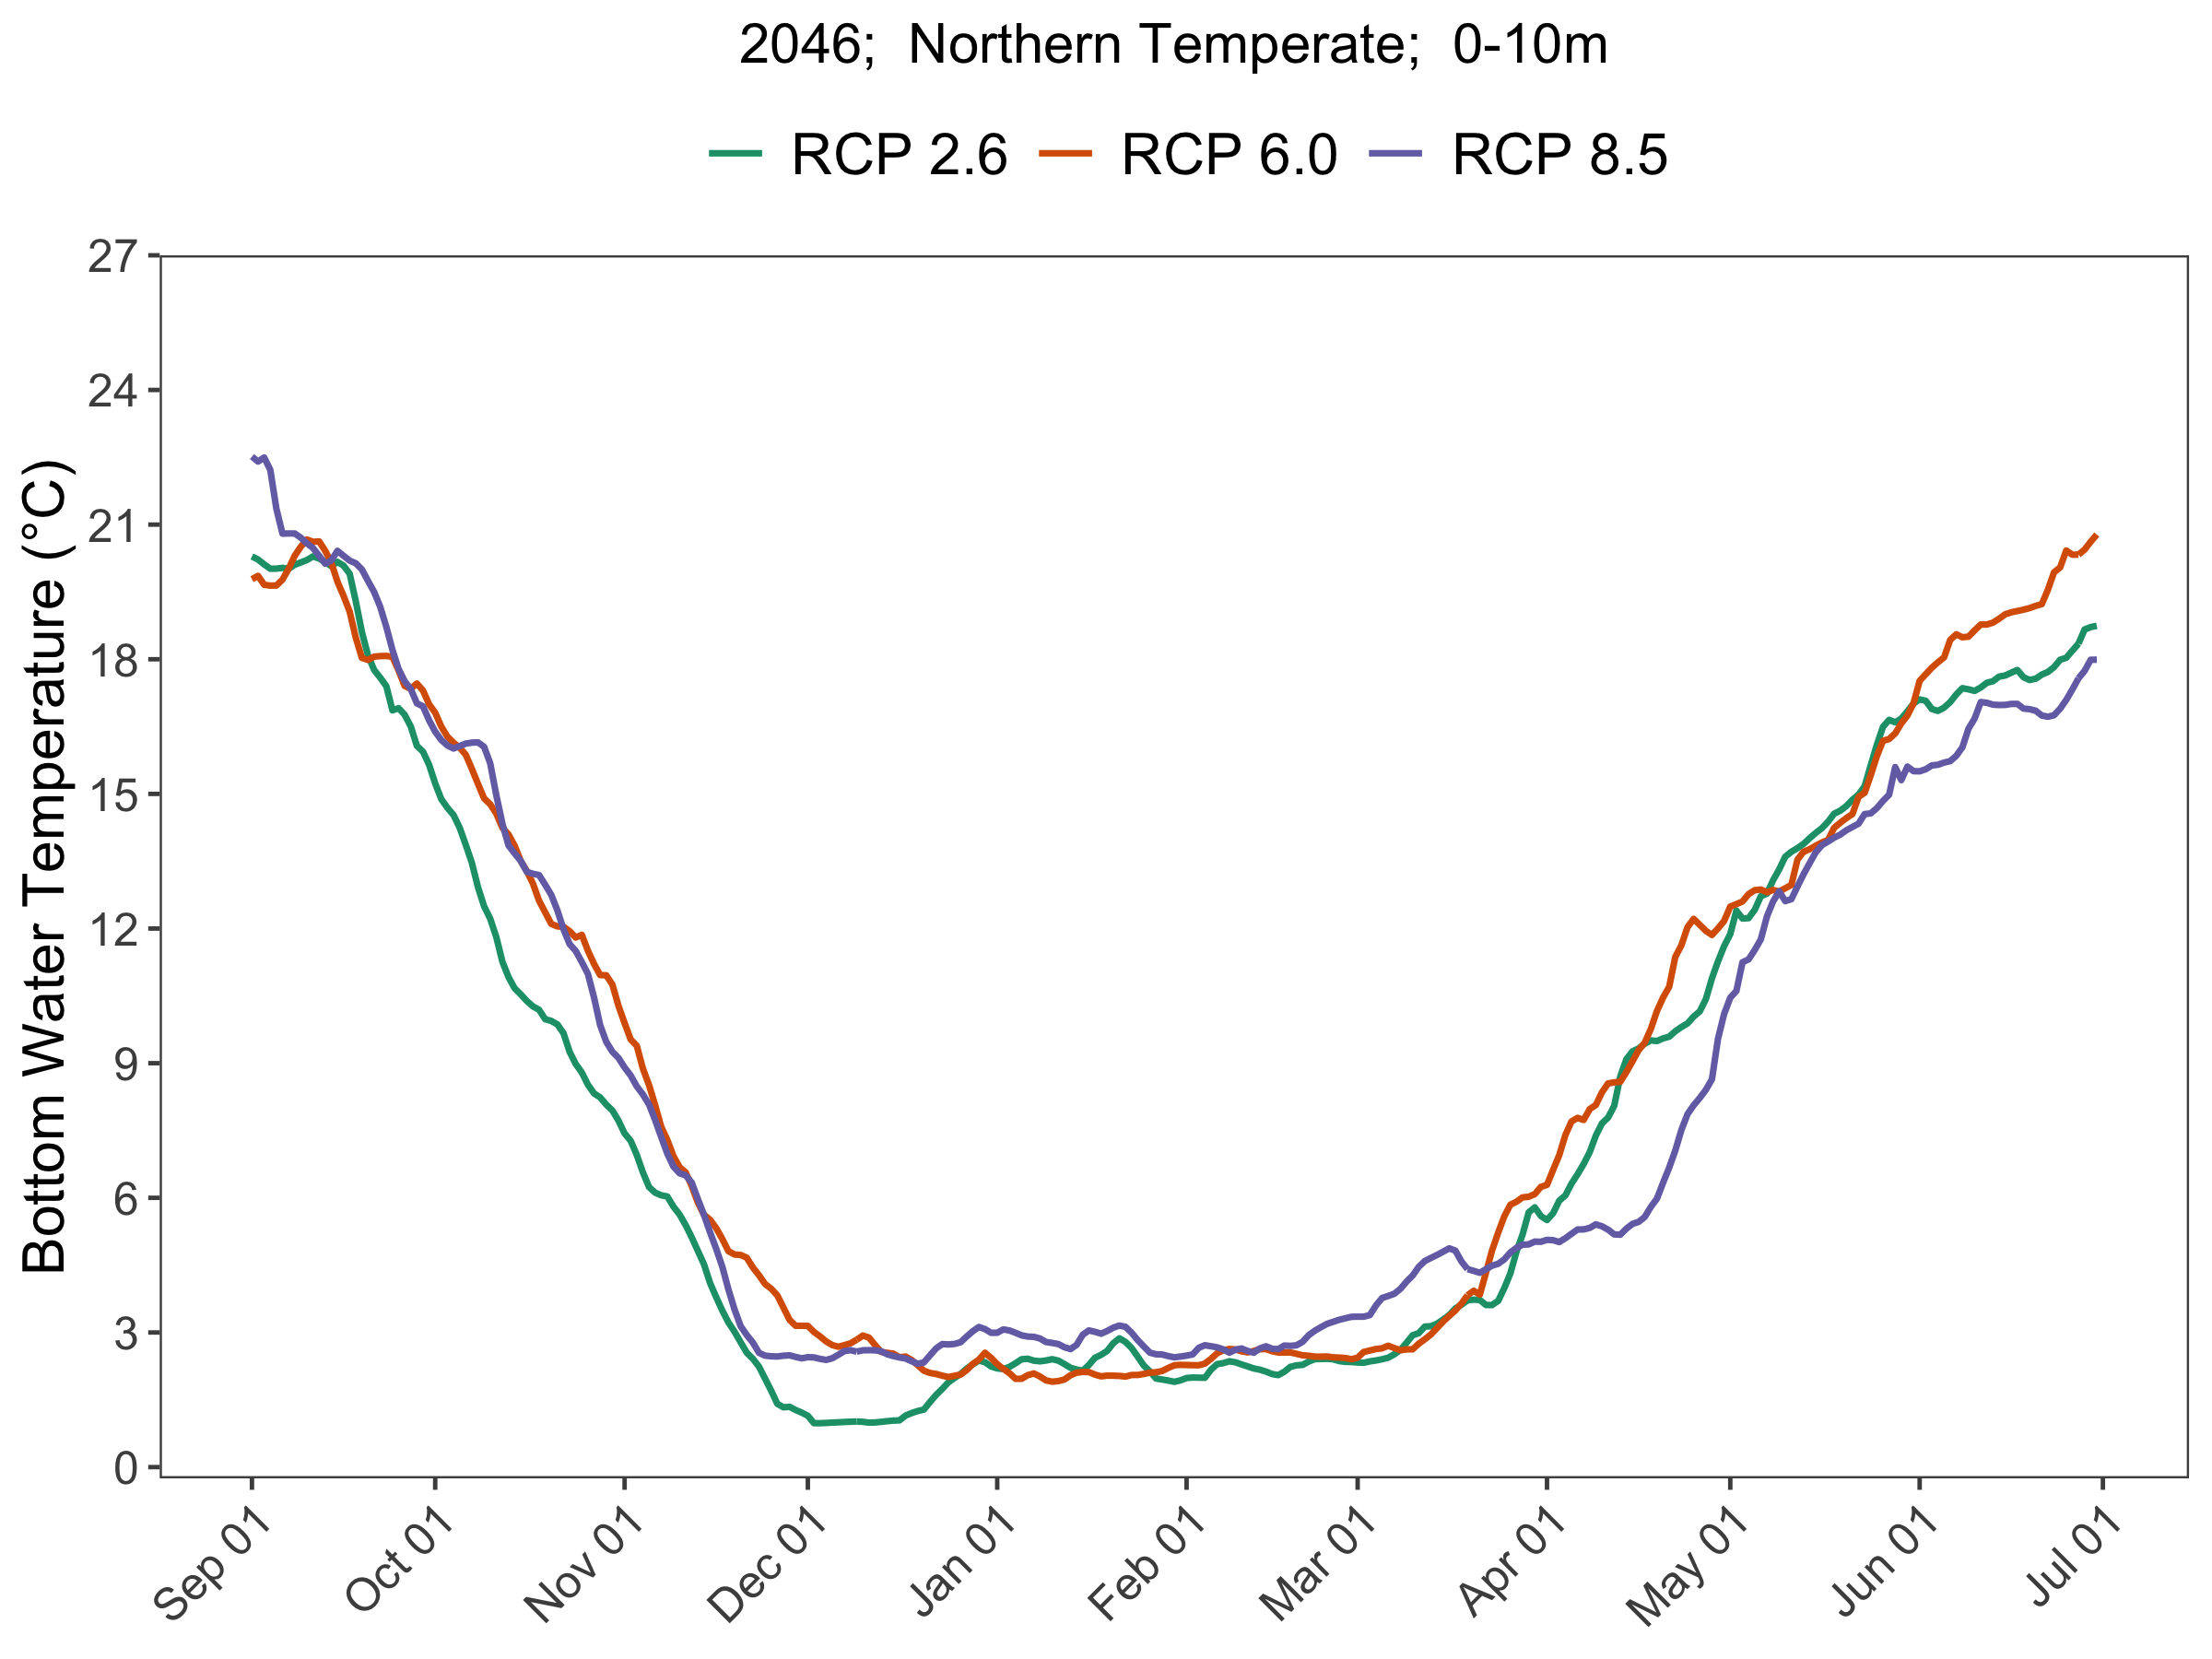 2046;  Northern Temperate;  0-10m
RCP 2.6 RCP 6.0 RCP 8.5
Bottom Water Temperature (°C)
27
24
21
18
15
12
9
6
3
0
Sep 01 Oct 01 Nov 01 Dec 01 Jan 01 Feb 01 Mar 01 Apr 01 May 01 Jun 01 Jul 01